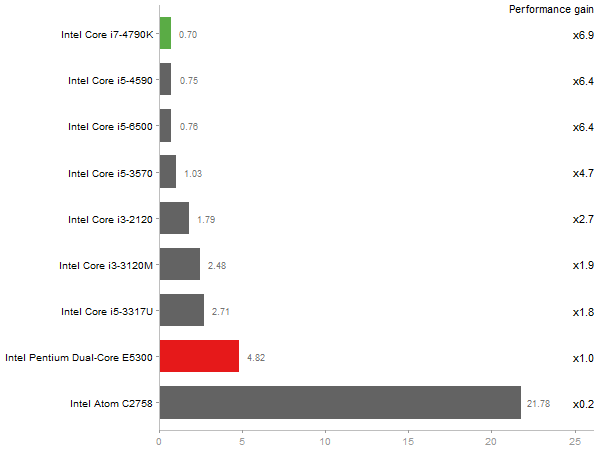 Performance gain
Intel Core i7-4790K 0.70 x6.9
Intel Core i5-4590 0.75 x6.4
Intel Core i5-6500 0.76 x6.4
Intel Core i5-3570 1.03 x4.7
Intel Core i3-2120 1.79 x2.7
Intel Core i3-3120M 2.48 x1.9
Intel Core i5-3317U 2.71 x1.8
Intel Pentium Dual-Core E5300 4.82 x1.0
Intel Atom C2758 21.78 x0.2
0 5 10 15 20 25